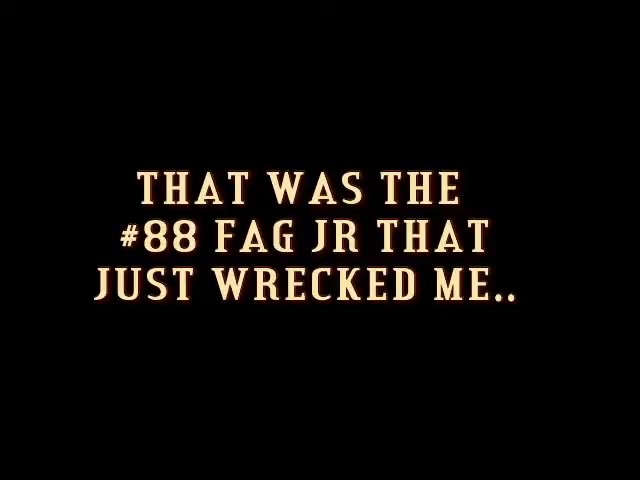 THAT WAS THE
#88 FAG JR THAT
JUST WRECKED ME..